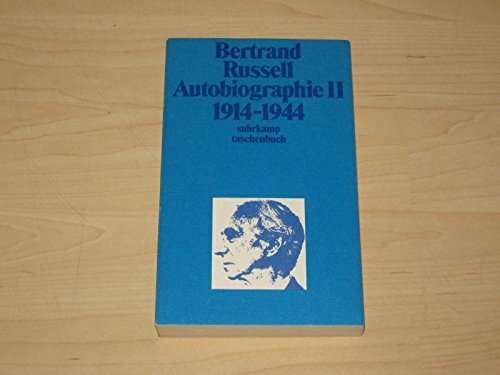 Bertrand
Russell
Autobiographie II
1914-1944
suhrkamp
taschenbuch